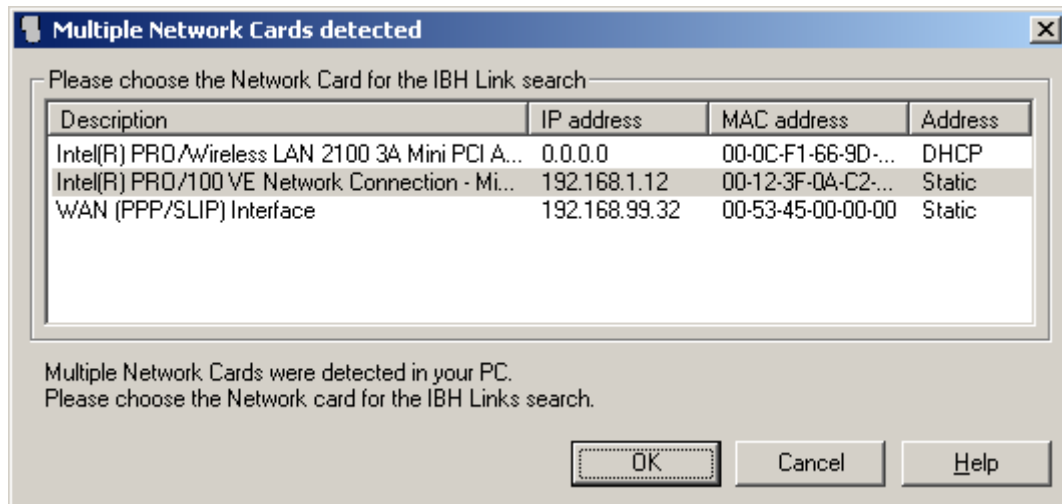 Multiple Network Cards detected
Please choose the Network Card for the IBH Link search
Description IP address MAC address Address
Intel(R) PRO/Wireless LAN 2100 3A Mini PCI A... 0.0.0.0 00-0C-F1-66-9D-... DHCP
Intel(R) PRO/100 VE Network Connection - Mi... 192.168.1.12 00-12-3F-0A-C2-... Static
WAN (PPP/SLIP) Interface 192.168.99.32 00-53-45-00-00-00 Static
Multiple Network Cards were detected in your PC.
Please choose the Network card for the IBH Links search.
OK Cancel Help